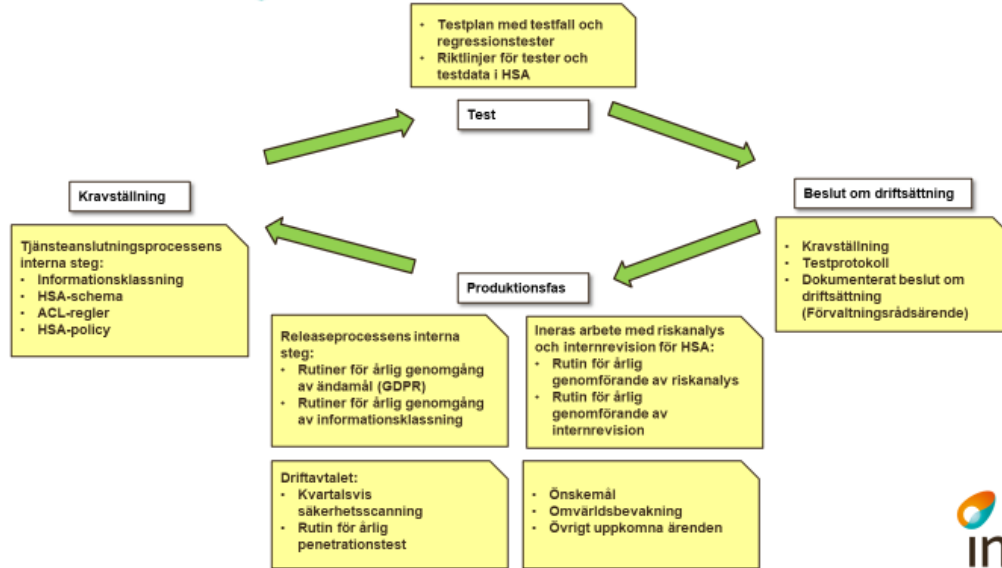 • Testplan med testfall och
regressionstester
• Riktlinjer för tester och
testdata i HSA
Test
Kravställning
Tjänsteanslutningsprocessens
interna steg:
• Informationsklassning
• HSA-schema
• ACL-regler
• HSA-policy
Beslut om driftsättning
• Kravställning
• Testprotokoll
• Dokumenterat beslut om
driftsättning
(Förvaltningsrådsärende)
Produktionsfas
Releaseprocessens interna
steg:
• Rutiner för årlig genomgång
av ändamål (GDPR)
• Rutiner för årlig genomgång
av informationsklassning
Ineras arbete med riskanalys
och internrevision för HSA:
• Rutin för årlig
genomförande av riskanalys
• Rutin för årlig
genomförande av
internrevision
Driftavtalet:
• Kvartalsvis
säkerhetsscanning
• Rutin för årlig
penetrationstest
• Önskemål
• Omvärldsbevakning
• Övrigt uppkomna ärenden
in